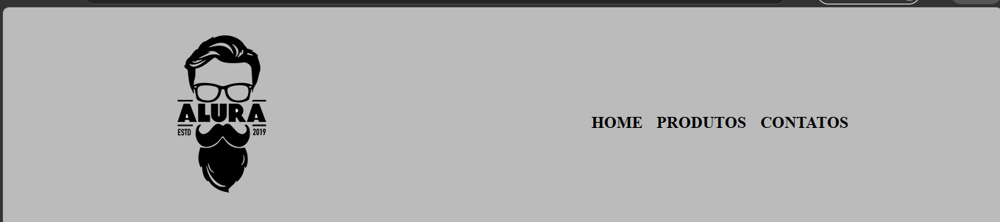 ALURA
ESTD 2019
HOME PRODUTOS CONTATOS